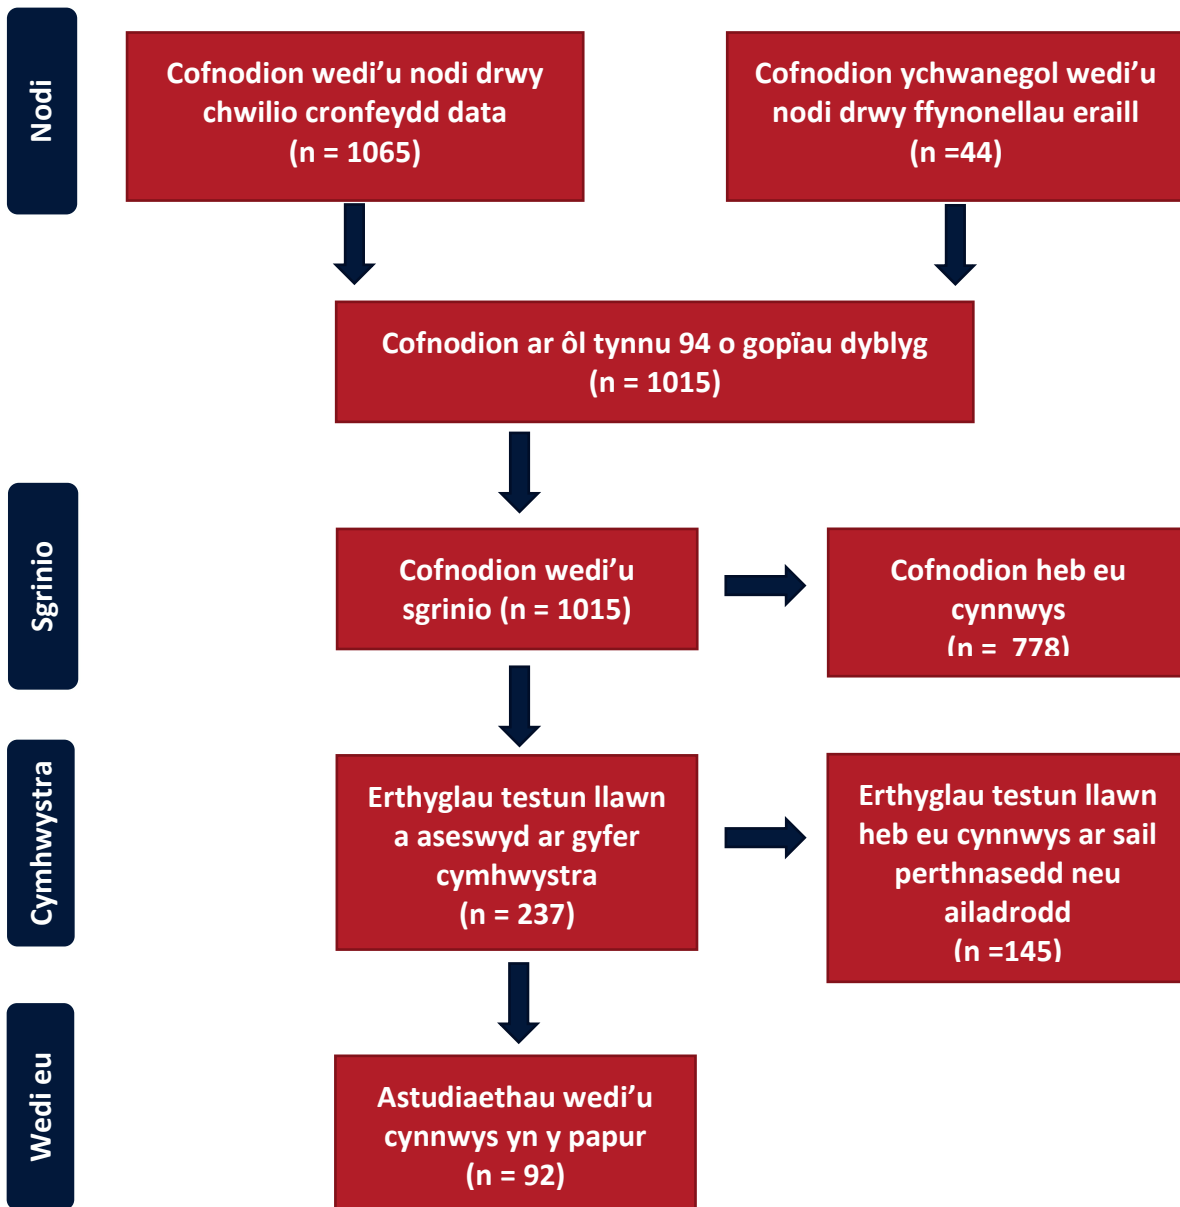 Nodi
Cofnodion wedi’u nodi drwy
chwilio cronfeydd data
(n = 1065)
Cofnodion ychwanegol wedi’u
nodi drwy ffynonellau eraill
(n =44)
Cofnodion ar ôl tynnu 94 o gopïau dyblyg
(n = 1015)
Sgrinio
Cofnodion wedi’u
sgrinio (n = 1015)
Cofnodion heb eu
cynnwys
(n = 778)
Cymhwystra
Erthyglau testun llawn
a aseswyd ar gyfer
cymhwystra
(n = 237)
Erthyglau testun llawn
heb eu cynnwys ar sail
perthnasedd neu
ailadrodd
(n =145)
Wedi eu
Astudiaethau wedi’u
cynnwys yn y papur
(n = 92)